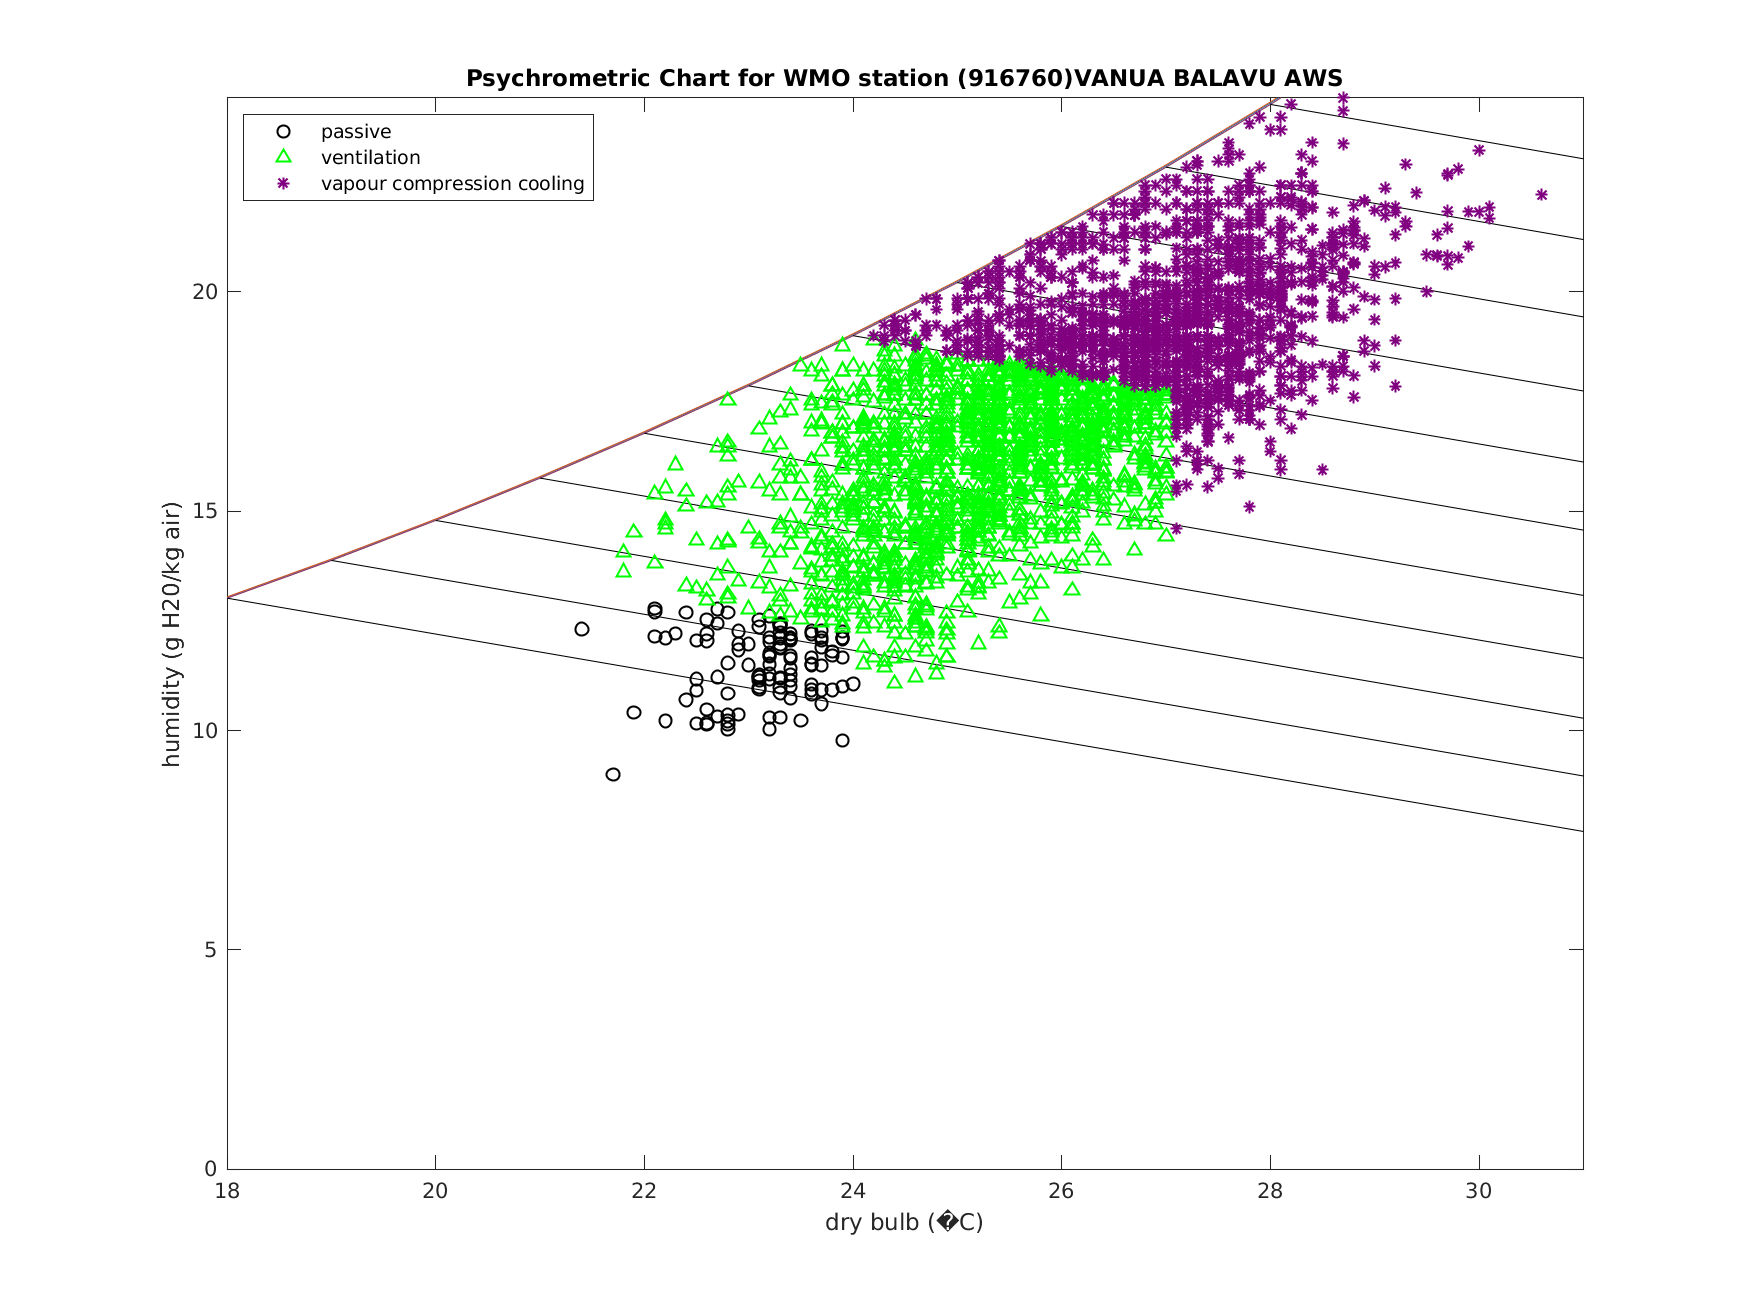 Psychrometric Chart for WMO station (916760)VANUA BALAVU AWS
passive
ventilation
vapour compression cooling
humidity (g H20/kg air)
20
15
10
5
0
18 20 22 24 26 28 30
dry bulb (�C)